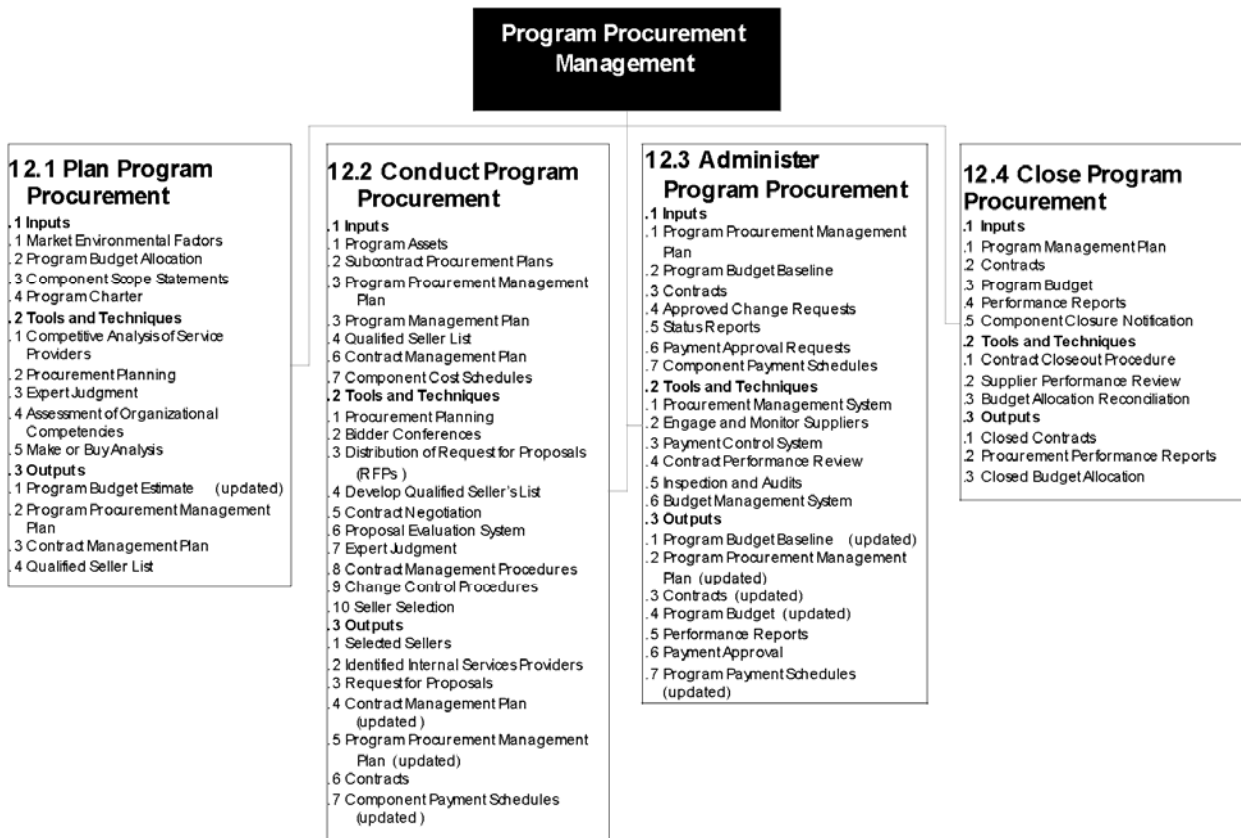 Program Procurement
Management
12.1 Plan Program
Procurement
.1 Inputs
.1 Market Environmental Factors
.2 Program Budget Allocation
.3 Component Scope Statements
.4 Program Charter
.2 Tools and Techniques
.1 Competitive Analysis of Service
Providers
.2 Procurement Planning
.3 Expert Judgment
.4 Assessment of Organizational
Competencies
.5 Make or Buy Analysis
.3 Outputs
.1 Program Budget Estimate (updated)
.2 Program Procurement Management
Plan
.3 Contract Management Plan
.4 Qualified Seller List
12.2 Conduct Program
Procurement
.1 Inputs
.1 Program Assets
.2 Subcontract Procurement Plans
.3 Program Procurement Management
Plan
.3 Program Management Plan
.4 Qualified Seller List
.6 Contract Management Plan
.7 Component Cost Schedules
.2 Tools and Techniques
.1 Procurement Planning
.2 Bidder Conferences
.3 Distribution of Request for Proposals
(RFPs)
.4 Develop Qualified Seller's List
.5 Contract Negotiation
.6 Proposal Evaluation System
.7 Expert Judgment
.8 Contract Management Procedures
.9 Change Control Procedures
.10 Seller Selection
.3 Outputs
.1 Selected Sellers
.2 Identified Internal Services Providers
.3 Request for Proposals
.4 Contract Management Plan
(updated)
.5 Program Procurement Management
Plan (updated)
.6 Contracts
.7 Component Payment Schedules
(updated)
12.3 Administer
Program Procurement
.1 Inputs
.1 Program Procurement Management
Plan
.2 Program Budget Baseline
.3 Contracts
.4 Approved Change Requests
.5 Status Reports
.6 Payment Approval Requests
.7 Component Payment Schedules
.2 Tools and Techniques
.1 Procurement Management System
.2 Engage and Monitor Suppliers
.3 Payment Control System
.4 Contract Performance Review
.5 Inspection and Audits
.6 Budget Management System
.3 Outputs
.1 Program Budget Baseline (updated)
.2 Program Procurement Management
Plan (updated)
.3 Contracts (updated)
.4 Program Budget (updated)
.5 Performance Reports
.6 Payment Approval
.7 Program Payment Schedules
(updated)
12.4 Close Program
Procurement
.1 Inputs
.1 Program Management Plan
.2 Contracts
.3 Program Budget
.4 Performance Reports
.5 Component Closure Notification
.2 Tools and Techniques
.1 Contract Closeout Procedure
.2 Supplier Performance Review
.3 Budget Allocation Reconciliation
.3 Outputs
.1 Closed Contracts
.2 Procurement Performance Reports
.3 Closed Budget Allocation